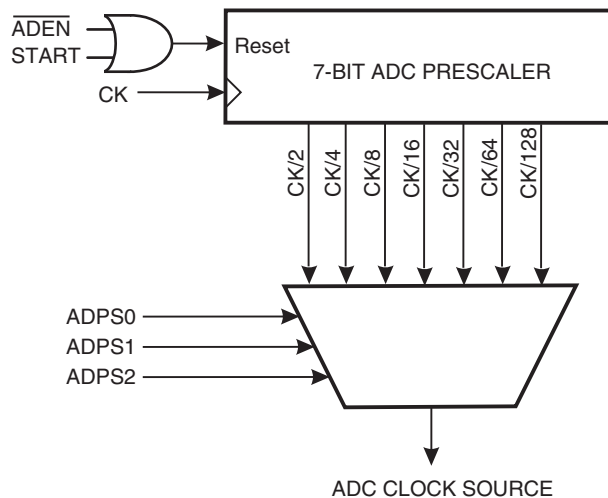 ADEN
START
Reset
7-BIT ADC PRESCALER
CK
CK/2
CK/4
CK/8
CK/16
CK/32
CK/64
CK/128
ADPS0
ADPS1
ADPS2
ADC CLOCK SOURCE